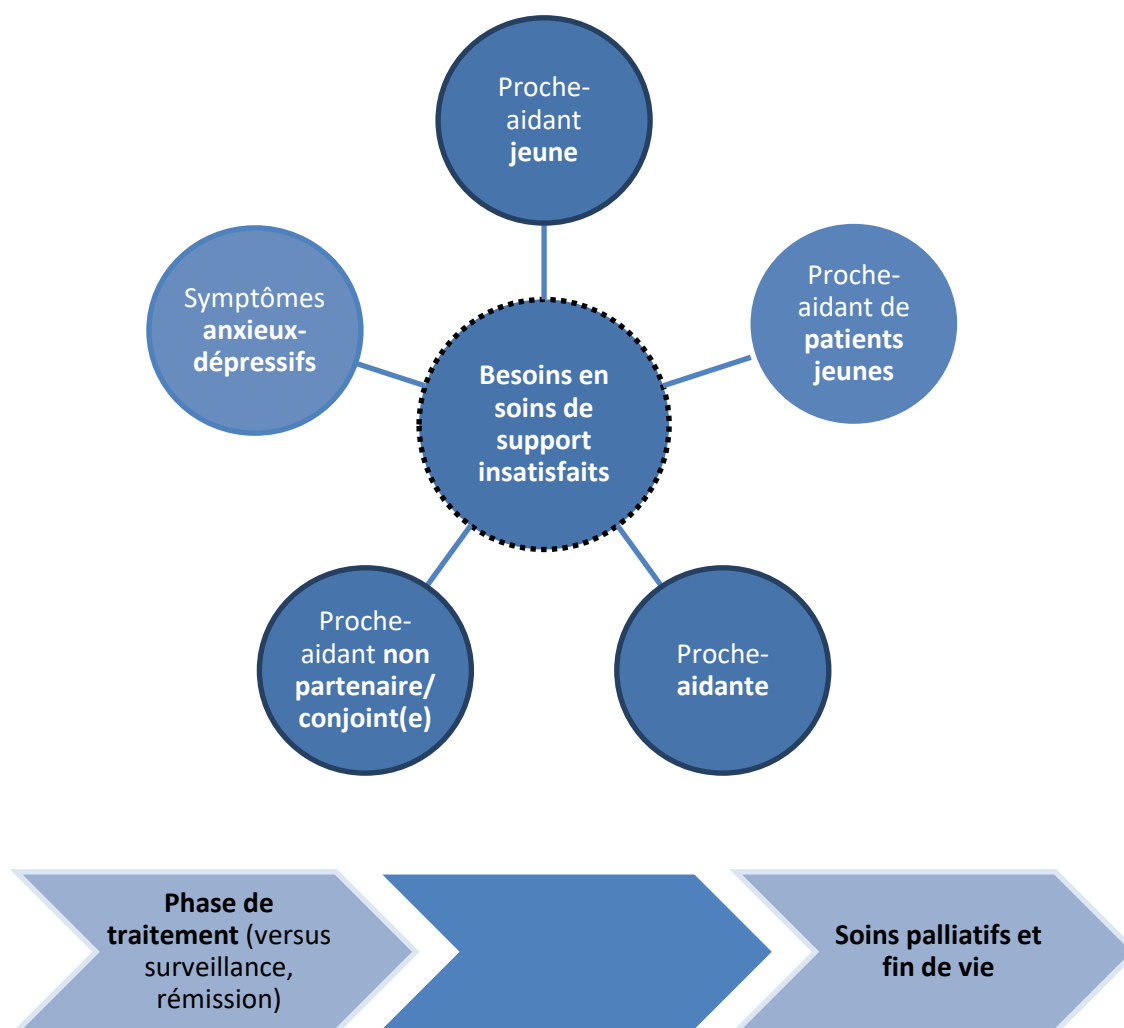 Proche-
aidant
jeune
Symptômes
anxieux-
dépressifs
Proche-
aidant de
patients
jeunes
Besoins en
soins de
support
insatisfaits
Proche-
aidant non
partenaire/
conjoint(e)
Proche-
aidante
Phase de
traitement (versus
surveillance,
rémission)
Soins palliatifs et
fin de vie